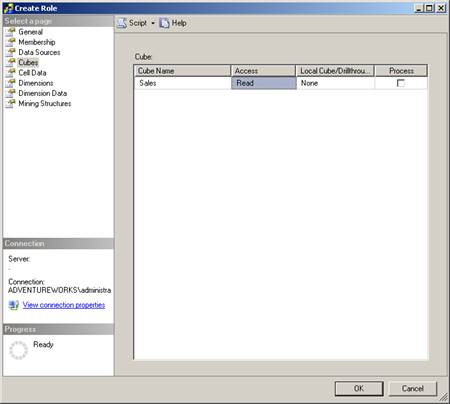 Create Role
Select a page
General
Membership
Data Sources
Cubes
Cell Data
Dimensions
Dimension Data
Mining Structures
Script Help
Cube:
Cube Name Access Local Cube/Drillthrou... Process
Sales Read None
Connection
Server:
.
Connection:
ADVENTUREWORKS\administra
View connection properties
Progress
Ready
OK Cancel